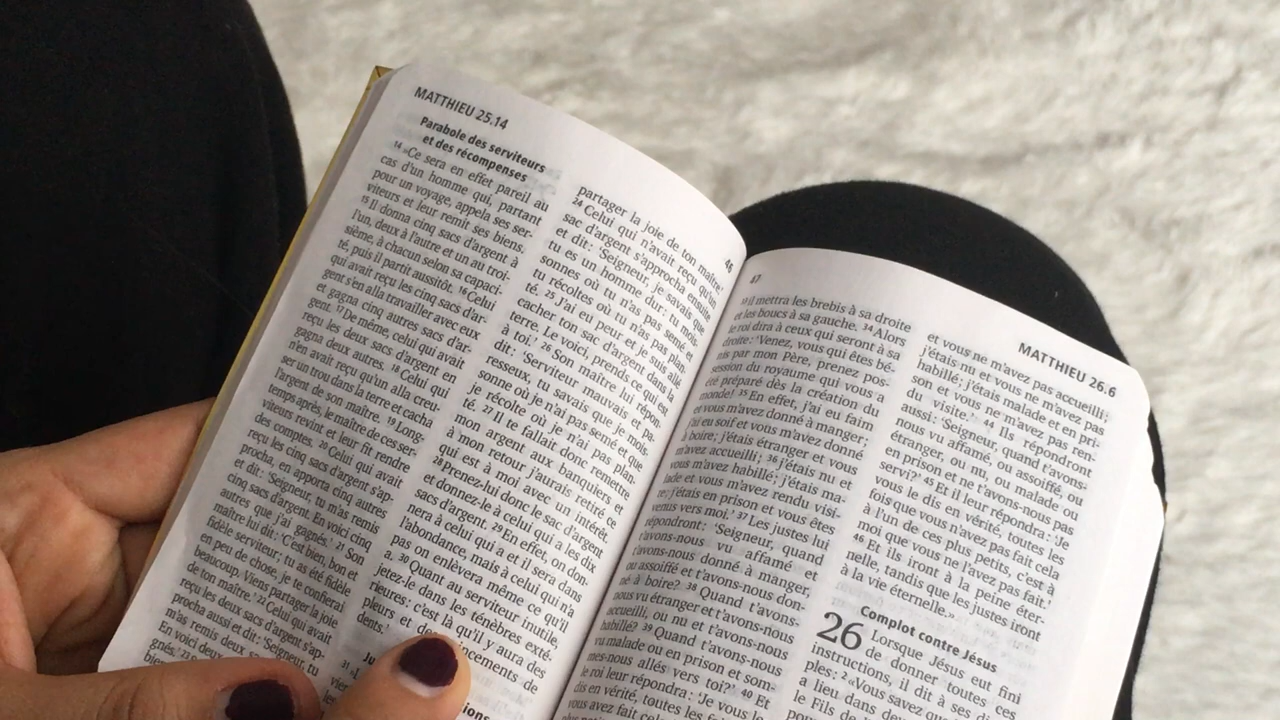 MATTHIEU 25.14
Parabole des serviteurs
et des récompenses
14 »Ce sera en effet pareil au
cas d'un homme qui, partant
pour un voyage, appela ses ser-
viteurs et leur remit ses biens.
15 Il donna cinq sacs d'argent à
l'un, deux à l'autre et un au troi-
sième, à chacun selon sa capaci-
té, puis il partit aussitôt. 16 Celui
qui avait reçu les cinq sacs d'ar-
gent s'en alla travailler avec eux
et gagna cinq autres sacs d'ar-
gent. 17 De même, celui qui avait
reçu les deux sacs d'argent en
gagna deux autres. 18 Celui qui
n'en avait reçu qu'un alla creu-
ser un trou dans la terre et cacha
l'argent de son maître. 19 Long-
temps après, le maître de ces ser-
viteurs revint et leur fit rendre
des comptes. 20 Celui qui avait
reçu les cinq sacs d'argent s'ap-
procha, en apporta cinq autres
et dit: 'Seigneur, tu m'as remis
cinq sacs d'argent. En voici cinq
autres que j'ai gagnés.' 21 Son
maître lui dit: 'C'est bien, bon et
fidèle serviteur; tu as été fidèle
en peu de chose, je te confierai
beaucoup. Viens partager la joie
de ton maître.' 22 Celui qui avait
reçu les deux sacs d'argent s'ap-
procha aussi et dit: 'Seigneur, tu
m'as remis deux
En voici deux
gnés.' 23
bien
partager la joie de ton maître.'
24 Celui qui n'avait reçu qu'un
sac d'argent s'approcha ensuite
et dit: 'Seigneur, je savais que
tu es un homme dur: tu mois-
sonnes où tu n'as pas semé et
tu récoltes où tu n'as pas plan-
té. 25 J'ai eu peur et je suis allé
cacher ton sac d'argent dans la
terre. Le voici, prends ce qui est
à toi.' 26 Son maître lui répon-
dit: 'Serviteur mauvais et pa-
resseux, tu savais que je mois-
sonne où je n'ai pas semé et que
je récolte où je n'ai pas plan-
té. 27 Il te fallait donc remettre
mon argent aux banquiers, et
à mon retour j'aurais retiré ce
qui est à moi avec un intérêt.
28 Prenez-lui donc le sac d'argent
et donnez-le à celui qui a les dix
sacs d'argent. 29 En effet, on don-
nera à celui qui a et il sera dans
l'abondance, mais à celui qui n'a
pas on enlèvera même ce qu'il
a. 30 Quant au serviteur inutile,
jetez-le dans les ténèbres exté-
rieures: c'est là qu'il y aura des
pleurs et des grincements de
dents.'
Ju
31
46
47
il mettra les brebis à sa droite
et les boucs à sa gauche. 34 Alors
le roi dira à ceux qui seront à sa
droite: 'Venez, vous qui êtes bé-
nis par mon Père, prenez pos-
session du royaume qui vous a
été préparé dès la création du
monde! 35 En effet, j'ai eu faim
et vous m'avez donné à manger;
j'ai eu soif et vous m'avez donné
à boire; j'étais étranger et vous
m'avez accueilli; 36 j'étais nu et
vous m'avez habillé; j'étais ma-
lade et vous m'avez rendu visi-
te; j'étais en prison et vous êtes
venus vers moi.' 37 Les justes lui
répondront: 'Seigneur, quand
t'avons-nous vu affamé et
t'avons-nous donné à manger,
ou assoiffé et t'avons-nous don-
né à boire? 38 Quand t'avons-
nous vu étranger et t'avons-nous
accueilli, ou nu et t'avons-nous
habillé? 39 Quand t'avons-nous
vu malade ou en prison et som-
mes-nous allés vers toi?' 40 Et
le roi leur répondra: 'Je vous le
dis en vérité, toutes les fois
vous avez fait cela
MATTHIEU 26.6
et vous ne m'avez pas accueilli;
j'étais nu et vous ne m'avez pas
habillé; j'étais malade et en pri-
son et vous ne m'avez pas ren-
du visite.' 44 Ils répondront
aussi: 'Seigneur, quand t'avons-
nous vu affamé, ou assoiffé, ou
étranger, ou nu, ou malade, ou
en prison et ne t'avons-nous pas
servi?' 45 Et il leur répondra: 'Je
vous le dis en vérité, toutes les
fois que vous n'avez pas fait cela
à l'un de ces plus petits, c'est à
moi que vous ne l'avez pas fait.'
46 Et ils iront à la peine éter-
nelle, tandis que les justes iront
à la vie éternelle.»
Complot contre Jésus
26 Lorsque Jésus eut fini
de donner toutes ces
instructions, il dit à ses disci-
ples: 2 «Vous savez que
a lieu dans deux
le Fils de